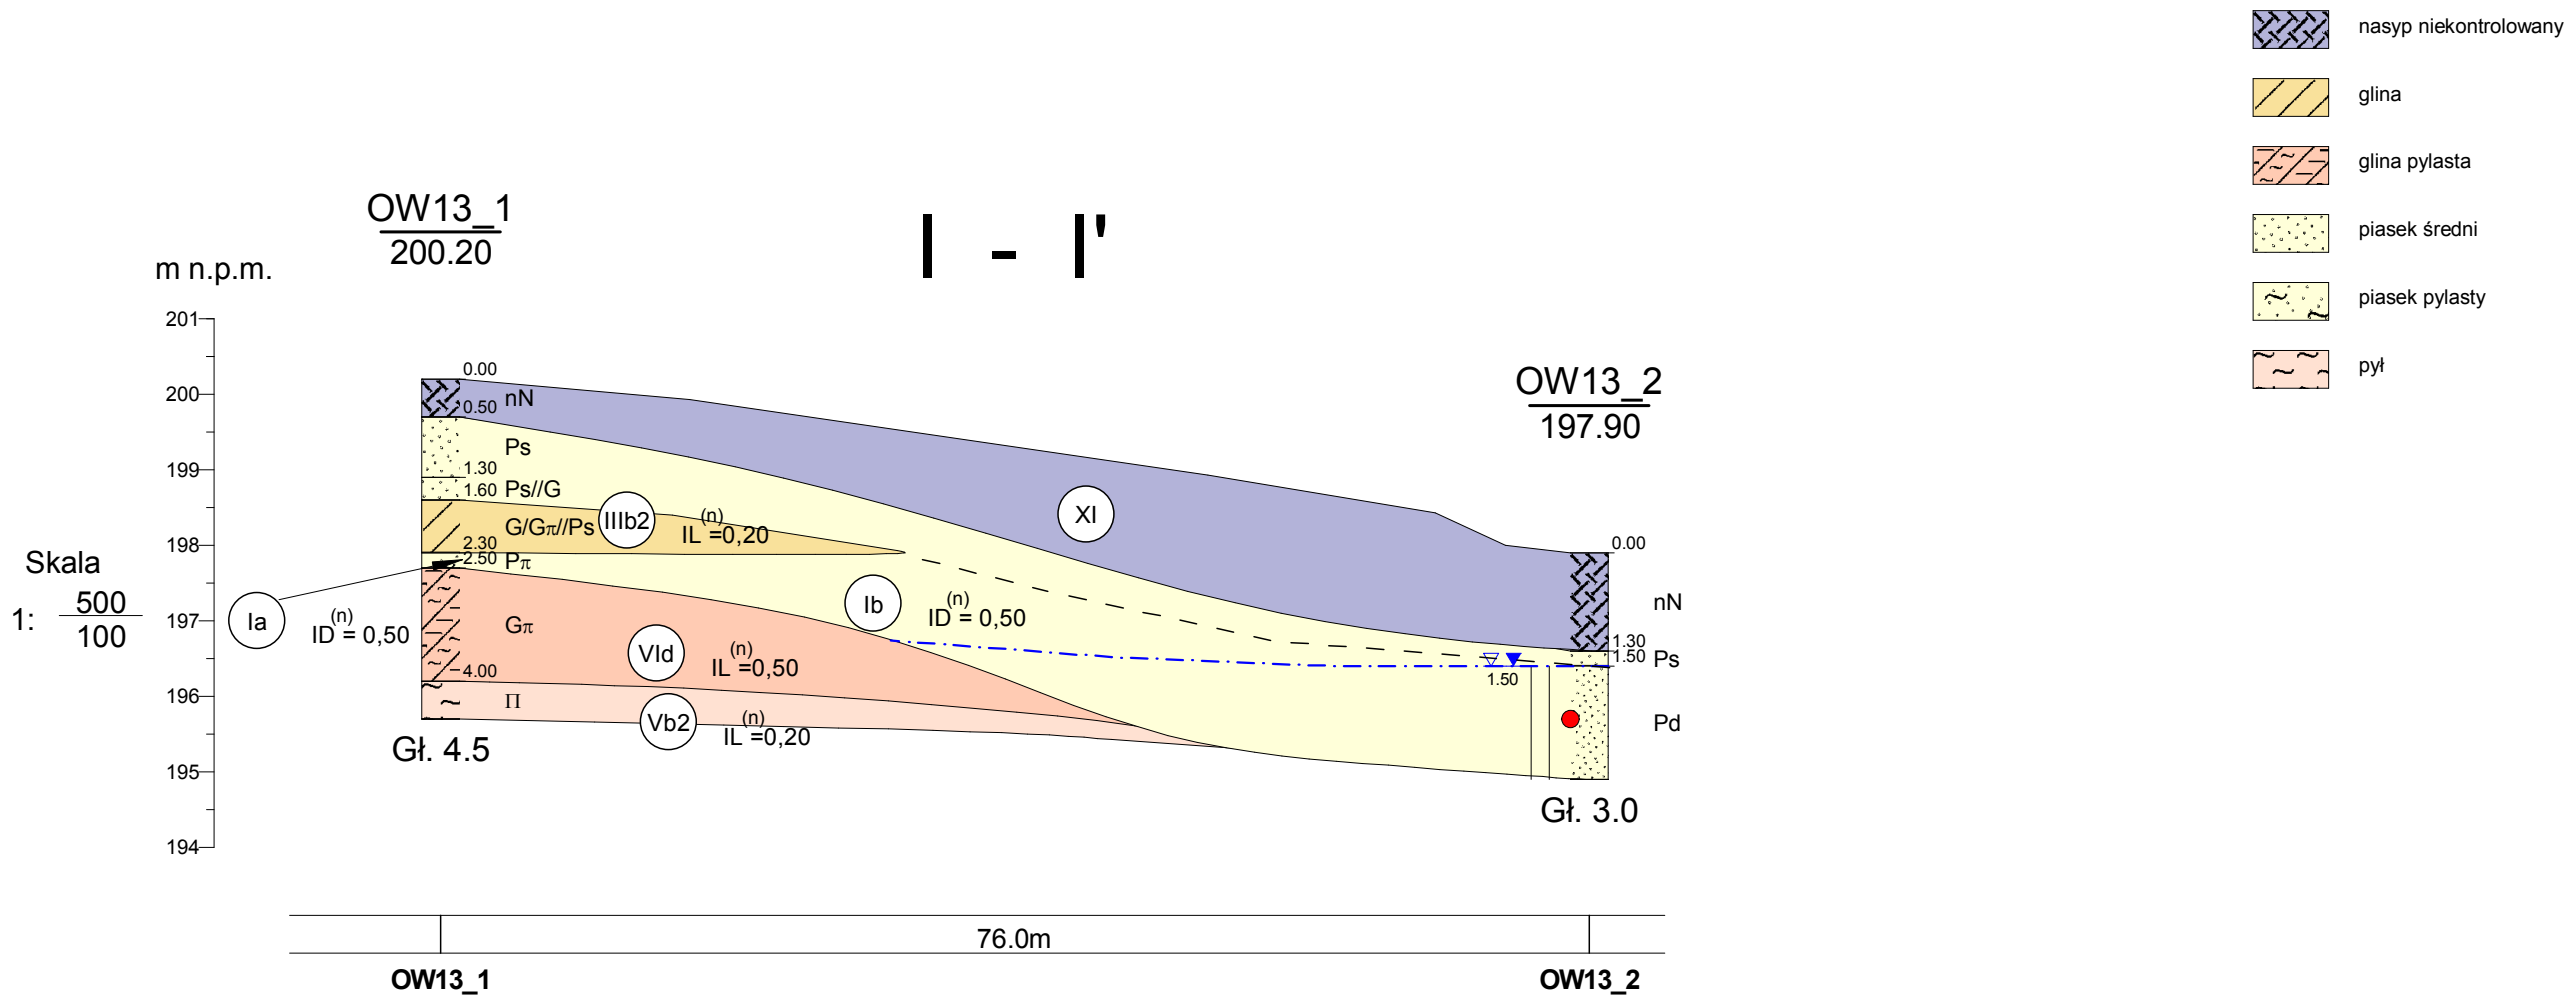 nasyp niekontrolowany
glina
glina pylasta
piasek średni
piasek pylasty
pył
I - I'
OW13_1
200.20
m n.p.m.
201
200
199
198
197
196
195
194
Skala
1: 500
100
OW13_2
197.90
0.00
nN
0.50
Ps
1.30
1.60 Ps//G
G/Gπ//Ps
IIIb2
(n)
IL =0,20
2.30
2.50 Pπ
Ia
(n)
ID = 0,50
Gπ
VId
(n)
IL =0,50
4.00
Π
Vb2
(n)
IL =0,20
Gł. 4.5
XI
Ib
(n)
ID = 0,50
0.00
nN
1.30
1.50 Ps
1.50
Pd
Gł. 3.0
76.0m
OW13_1
OW13_2